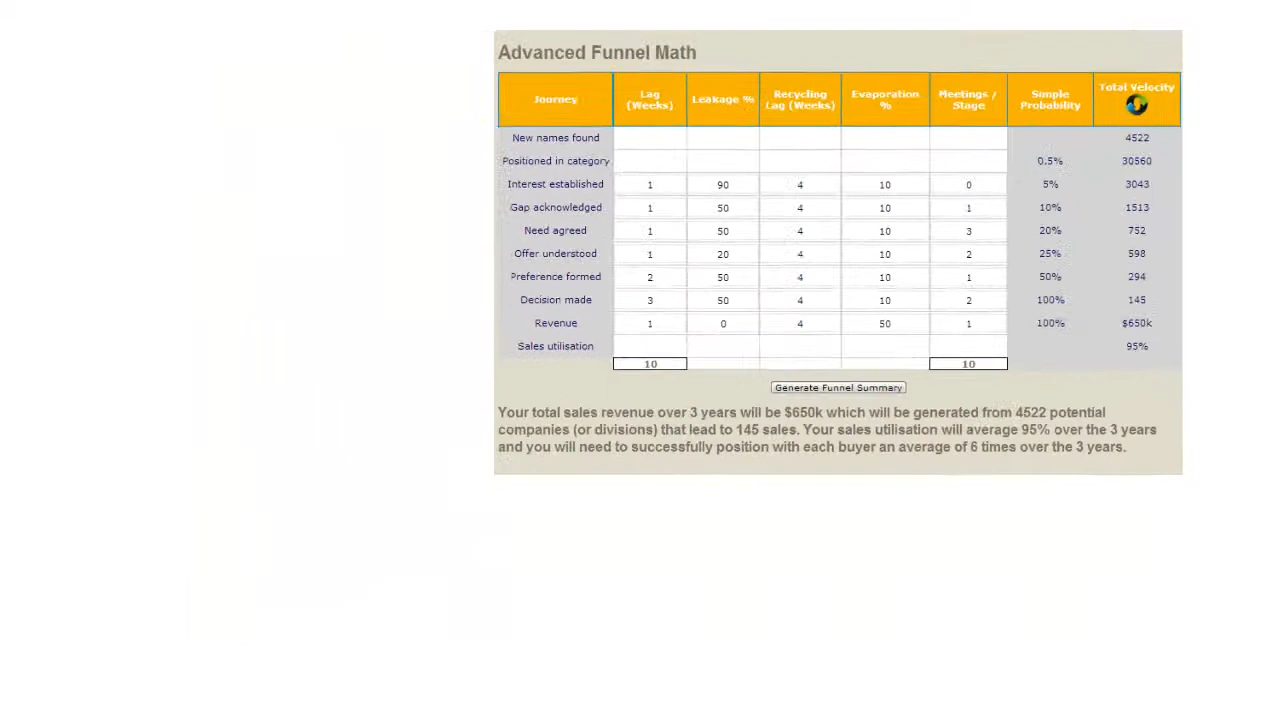 Advanced Funnel Math
Journey Lag (Weeks) Leakage % Recycling Lag (Weeks) Evaporation % Meetings / Stage Simple Probability Total Velocity
New names found 4522
Positioned in category 0.5% 30560
Interest established 1 90 4 10 0 5% 3043
Gap acknowledged 1 50 4 10 1 10% 1513
Need agreed 1 50 4 10 3 20% 752
Offer understood 1 20 4 10 2 25% 598
Preference formed 2 50 4 10 1 50% 294
Decision made 3 50 4 10 2 100% 145
Revenue 1 0 4 50 1 100% $650k
Sales utilisation 95%
10 10
Generate Funnel Summary
Your total sales revenue over 3 years will be $650k which will be generated from 4522 potential
companies (or divisions) that lead to 145 sales. Your sales utilisation will average 95% over the 3 years
and you will need to successfully position with each buyer an average of 6 times over the 3 years.